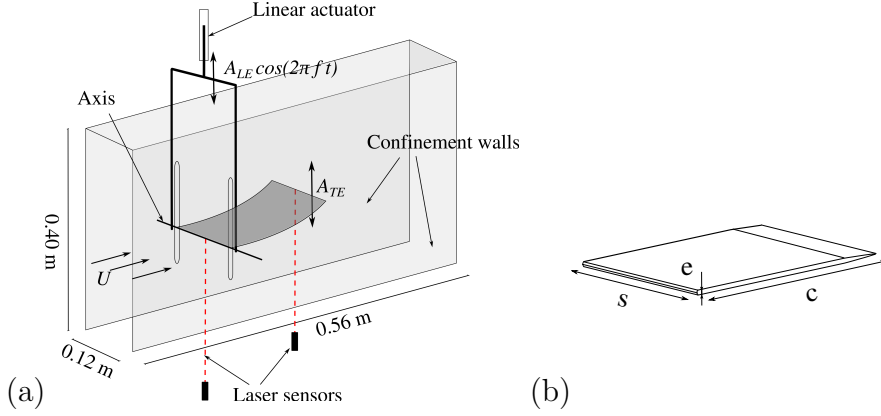 Linear actuator
A_LE cos(2π f t)
Axis
Confinement walls
A_TE
0.40 m
U
0.56 m
0.12 m
Laser sensors
(a)
e
s
c
(b)